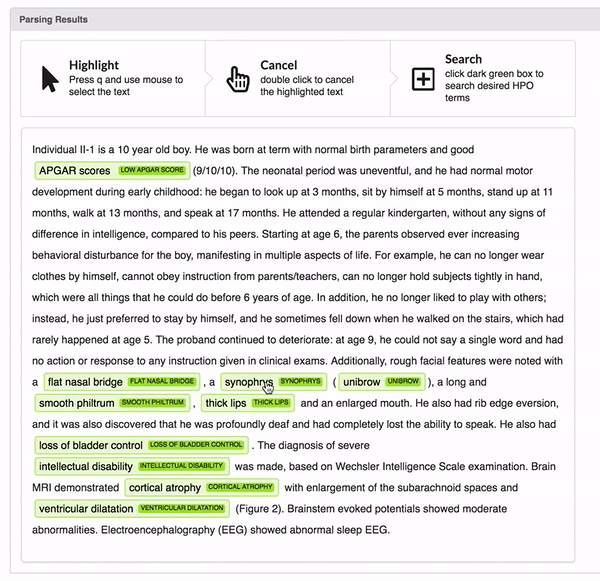 Parsing Results
Highlight
Press q and use mouse to
select the text
Cancel
double click to cancel
the highlighted text
Search
click dark green box to
search desired HPO
terms
Individual II-1 is a 10 year old boy. He was born at term with normal birth parameters and good
APGAR scores LOW APGAR SCORE (9/10/10). The neonatal period was uneventful, and he had normal motor
development during early childhood: he began to look up at 3 months, sit by himself at 5 months, stand up at 11
months, walk at 13 months, and speak at 17 months. He attended a regular kindergarten, without any signs of
difference in intelligence, compared to his peers. Starting at age 6, the parents observed ever increasing
behavioral disturbance for the boy, manifesting in multiple aspects of life. For example, he can no longer wear
clothes by himself, cannot obey instruction from parents/teachers, can no longer hold subjects tightly in hand,
which were all things that he could do before 6 years of age. In addition, he no longer liked to play with others;
instead, he just preferred to stay by himself, and he sometimes fell down when he walked on the stairs, which had
rarely happened at age 5. The proband continued to deteriorate: at age 9, he could not say a single word and had
no action or response to any instruction given in clinical exams. Additionally, rough facial features were noted with
a flat nasal bridge FLAT NASAL BRIDGE , a synophrys SYNOPHRYS ( unibrow UNIBROW ), a long and
smooth philtrum SMOOTH PHILTRUM , thick lips THICK LIPS and an enlarged mouth. He also had rib edge eversion,
and it was also discovered that he was profoundly deaf and had completely lost the ability to speak. He also had
loss of bladder control LOSS OF BLADDER CONTROL . The diagnosis of severe
intellectual disability INTELLECTUAL DISABILITY was made, based on Wechsler Intelligence Scale examination. Brain
MRI demonstrated cortical atrophy CORTICAL ATROPHY with enlargement of the subarachnoid spaces and
ventricular dilatation VENTRICULAR DILATATION (Figure 2). Brainstem evoked potentials showed moderate
abnormalities. Electroencephalography (EEG) showed abnormal sleep EEG.